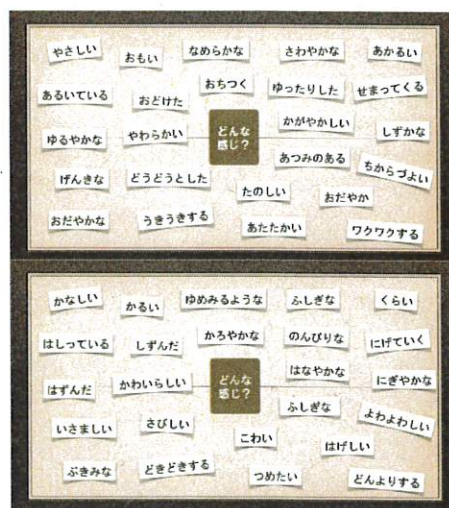 やさしい
おもい
なめらかな
さわやかな
あかるい
あるいている
おどけた
おちつく
ゆったりした
せまってくる
ゆるやかな
やわらかい
どんな
感じ？
かがやかしい
しずかな
あつみのある
げんきな
どうどうとした
ちからづよい
たのしい
おだやか
おだやかな
うきうきする
あたたかい
ワクワクする
かなしい
かるい
ゆめみるような
ふしぎな
くらい
はしっている
しずんだ
かろやかな
のんびりな
にげていく
はずんだ
かわいらしい
どんな
感じ？
はなやかな
にぎやかな
ふしぎな
いさましい
さびしい
よわよわしい
こわい
はげしい
ぶきみな
どきどきする
つめたい
どんよりする